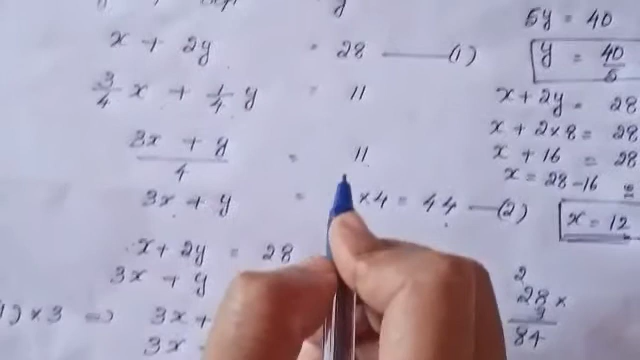 y
x + 2y = 28 ——(1)
3/4 x + 1/4 y = 11
3x + y / 4 = 11
3x + y = ×4 = 44 —(2)
x + 2y = 28
3x + y
1) × 3 ⇒ 3x +
3x -
5y = 40
y = 40/5
x + 2y = 28
x + 2×8 = 28
x + 16 = 28
x = 28 - 16
x = 12
2
28 ×
84